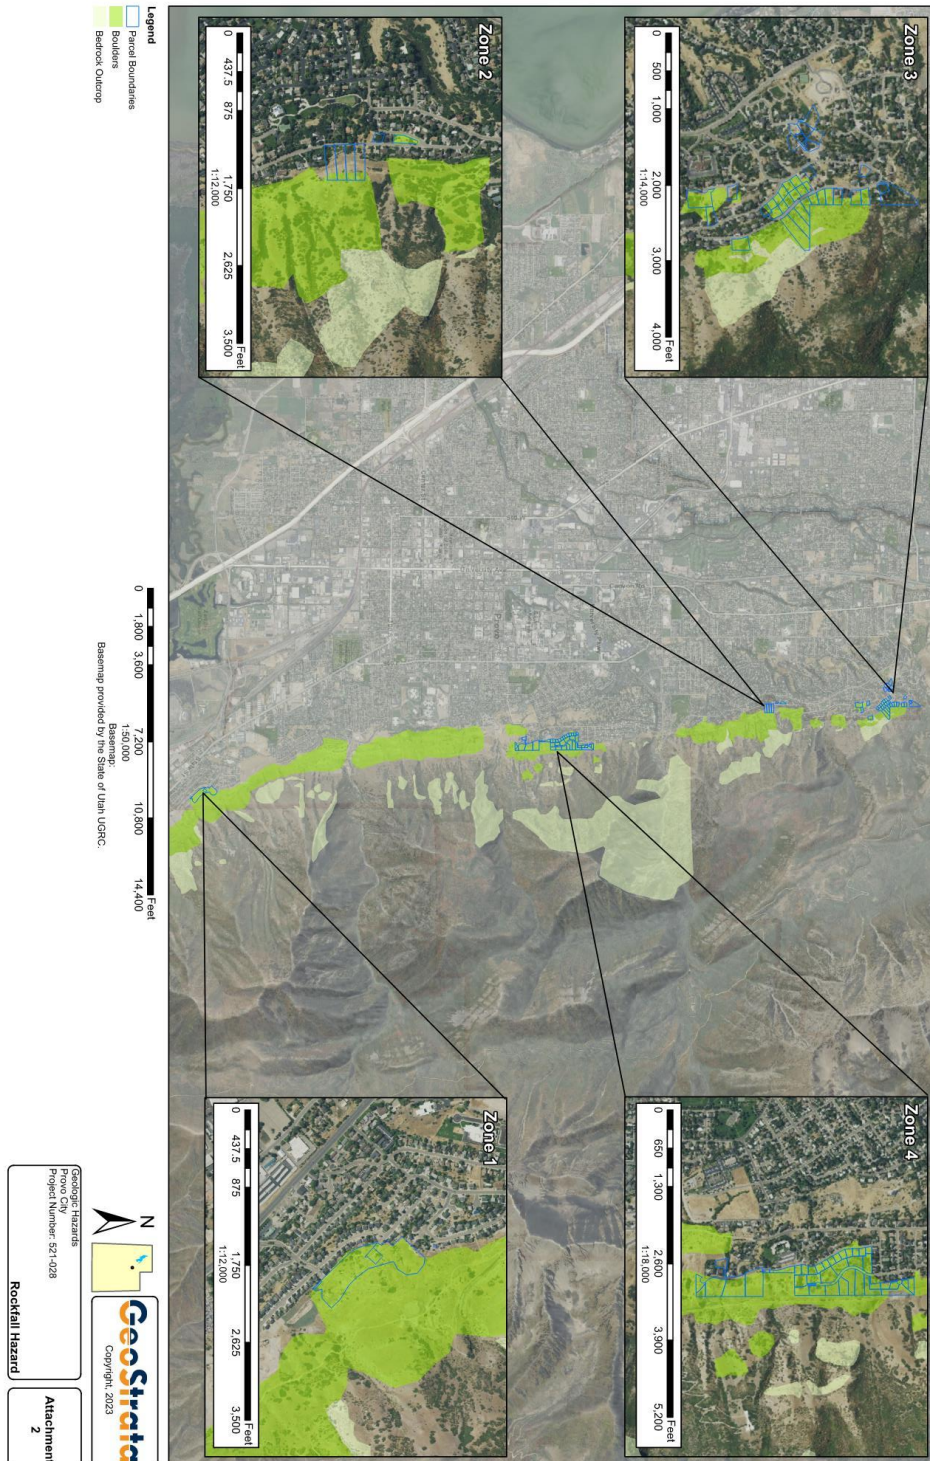 Zone 3
0 500 1,000 2,000 3,000 4,000
Feet
1:14,000
Zone 4
0 650 1,300 2,600 3,900 5,200
Feet
1:18,000
Zone 2
0 437.5 875 1,750 2,625 3,500
Feet
1:12,000
Zone 1
0 437.5 875 1,750 2,625 3,500
Feet
1:12,000
Provo
Legend
Parcel Boundaries
Boulders
Bedrock Outcrop
0 1,800 3,600 7,200 10,800 14,400
Feet
1:50,000
Basemap:
Basemap provided by the State of Utah UGRC.
N
GeoStrata
Copyright, 2023
Geologic Hazards
Provo City
Project Number: 521-028
Rockfall Hazard
Attachment
2